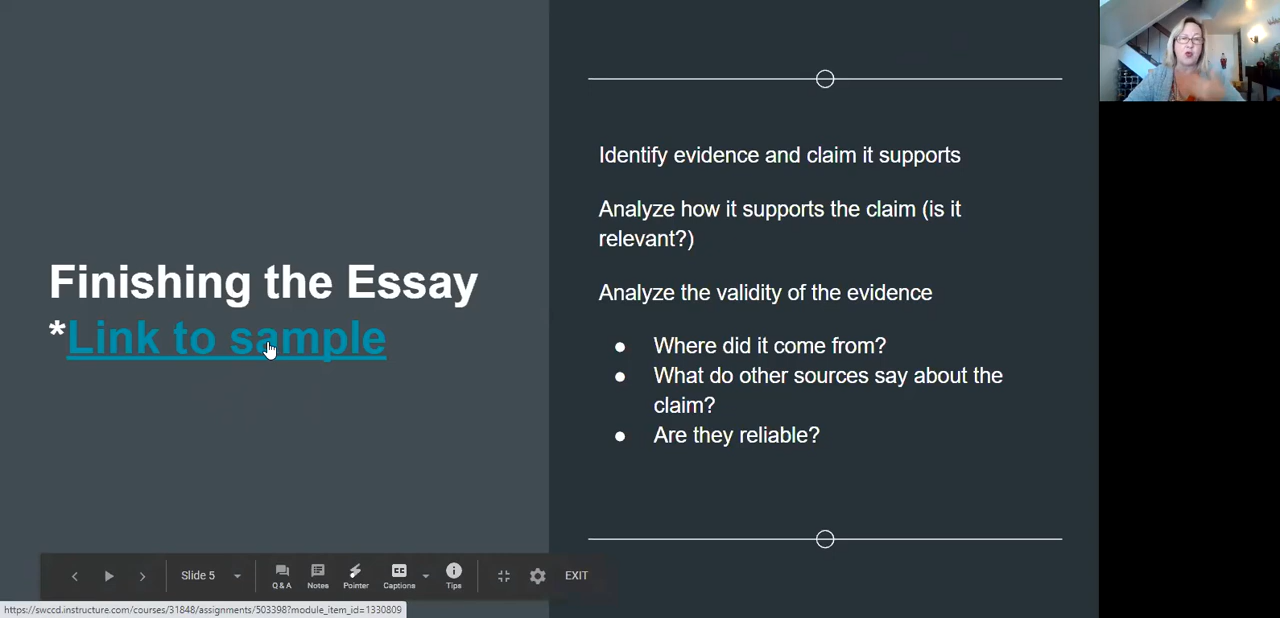 Finishing the Essay
*Link to sample
Identify evidence and claim it supports
Analyze how it supports the claim (is it
relevant?)
Analyze the validity of the evidence
● Where did it come from?
● What do other sources say about the
claim?
● Are they reliable?
Slide 5
Q & A
Notes
Pointer
Captions
Tips
EXIT
https://swccd.instructure.com/courses/31848/assignments/503398?module_item_id=1330809